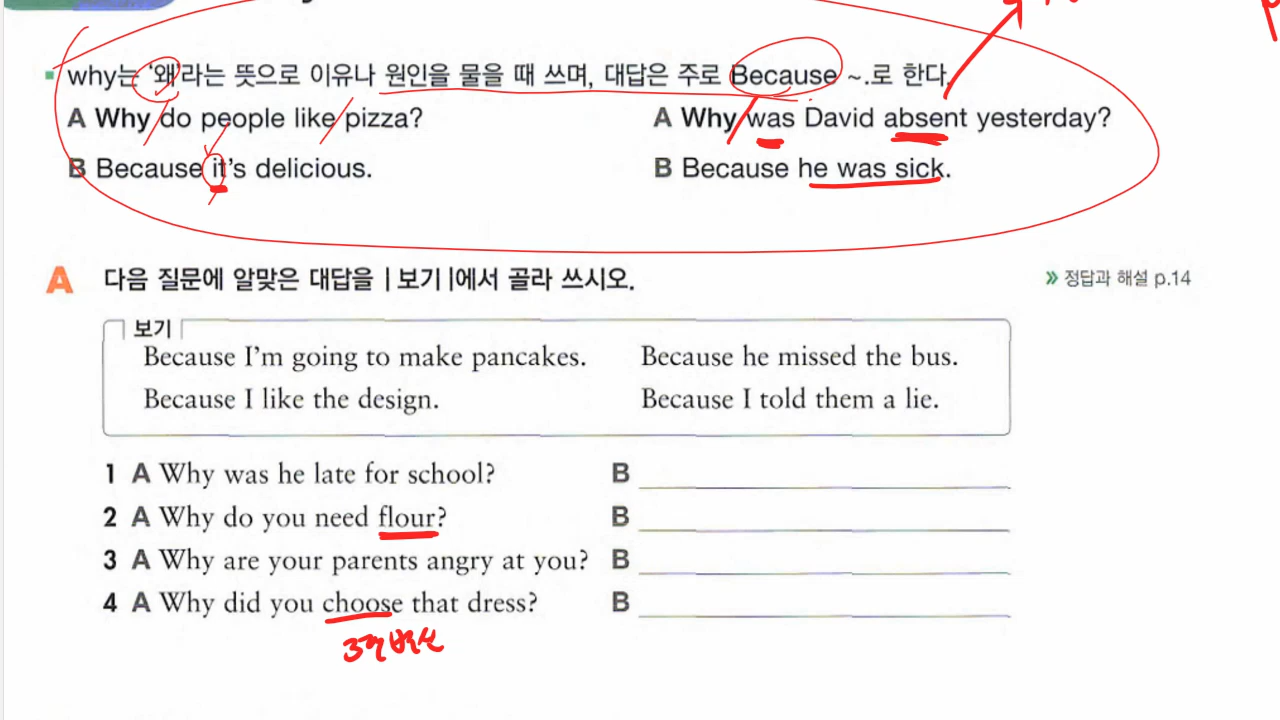 why는 '왜'라는 뜻으로 이유나 원인을 물을 때 쓰며, 대답은 주로 Because ~.로 한다.
A Why do people like pizza?
B Because it's delicious.
A Why was David absent yesterday?
B Because he was sick.
A 다음 질문에 알맞은 대답을 |보기|에서 골라 쓰시오.
» 정답과 해설 p.14
보기
Because I'm going to make pancakes. Because he missed the bus.
Because I like the design. Because I told them a lie.
1 A Why was he late for school? B
2 A Why do you need flour? B
3 A Why are your parents angry at you? B
4 A Why did you choose that dress? B